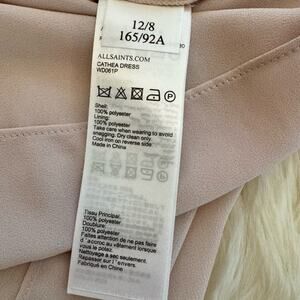 12/8
165/92A
ALLSAINTS.COM
CATHEA DRESS
WD061P
Shell:
100% polyester
Lining:
100% polyester
Take care when wearing to avoid
snagging. Dry clean only.
Cool iron on reverse side
Made in China
Tissu Principal:
100% polyester
Doublure:
100% polyester
Faites attention de ne pas faire
d'accroc au vêtement lorsque
vous le portez.
Nettoyage a sec seulement.
Repasser sur l'envers
Fabriqué en Chine